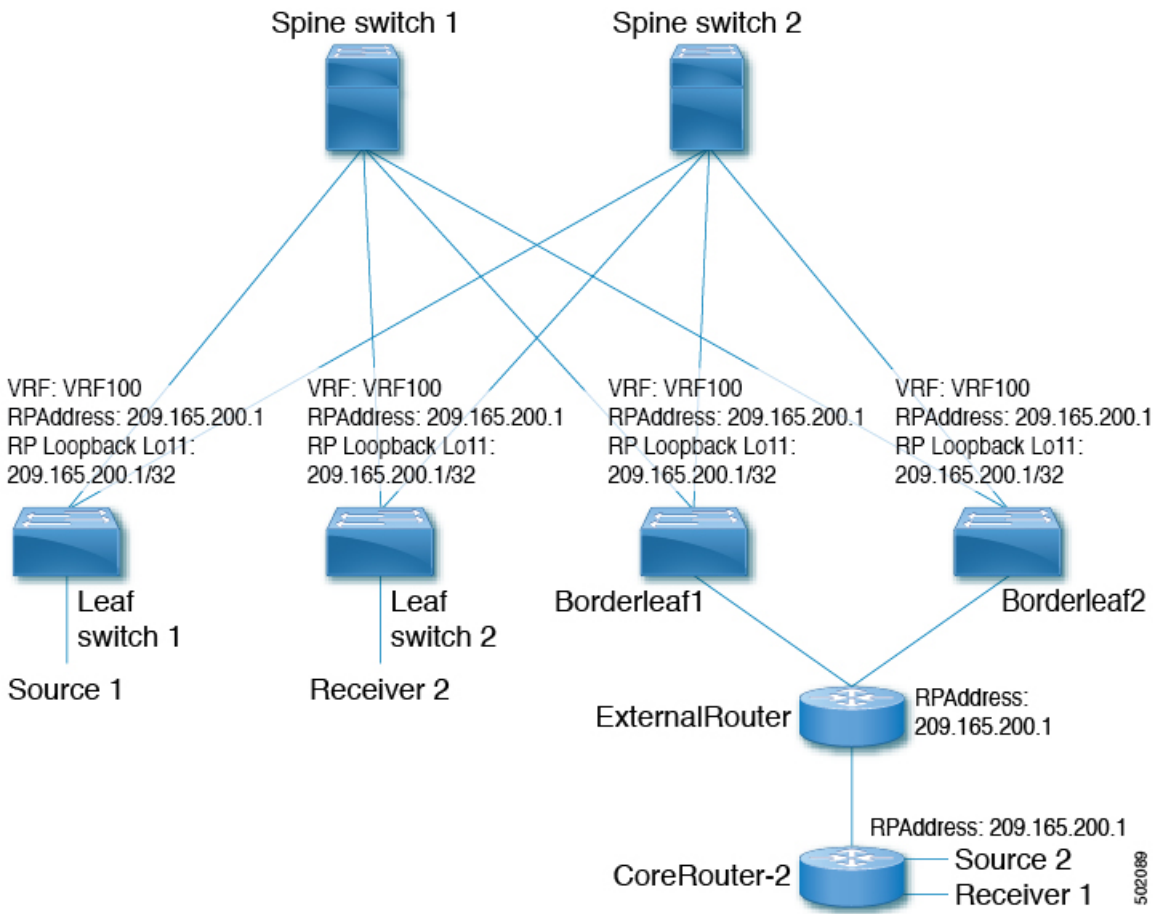 Spine switch 1
Spine switch 2
VRF: VRF100
RPAddress: 209.165.200.1
RP Loopback Lo11:
209.165.200.1/32
VRF: VRF100
RPAddress: 209.165.200.1
RP Loopback Lo11:
209.165.200.1/32
VRF: VRF100
RPAddress: 209.165.200.1
RP Loopback Lo11:
209.165.200.1/32
VRF: VRF100
RPAddress: 209.165.200.1
RP Loopback Lo11:
209.165.200.1/32
Leaf
switch 1
Leaf
switch 2
Borderleaf1
Borderleaf2
Source 1
Receiver 2
ExternalRouter
RPAddress:
209.165.200.1
RPAddress: 209.165.200.1
CoreRouter-2
Source 2
Receiver 1
502089